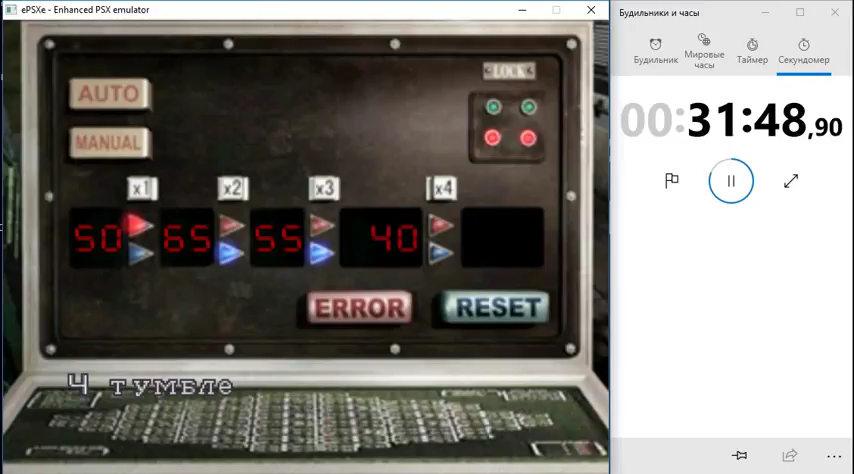 ePSXe - Enhanced PSX emulator
Будильники и часы
Будильник
Мировые часы
Таймер
Секундомер
00:31:48,90
LOCK
AUTO
MANUAL
x1 x2 x3 x4
50 65 55 40
ERROR RESET
4 тумбле